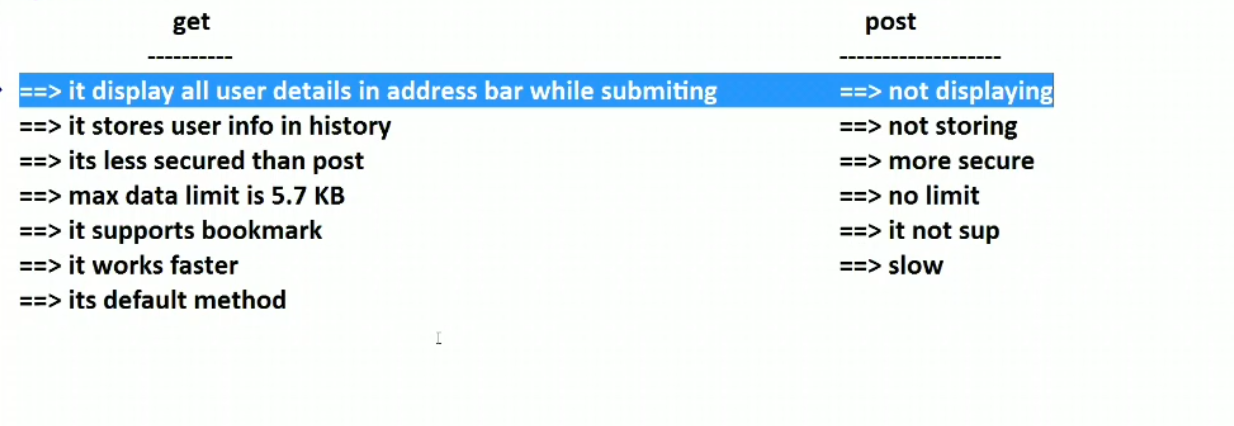 get post
---------- -------------------
==> it display all user details in address bar while submiting ==> not displaying
==> it stores user info in history ==> not storing
==> its less secured than post ==> more secure
==> max data limit is 5.7 KB ==> no limit
==> it supports bookmark ==> it not sup
==> it works faster ==> slow
==> its default method